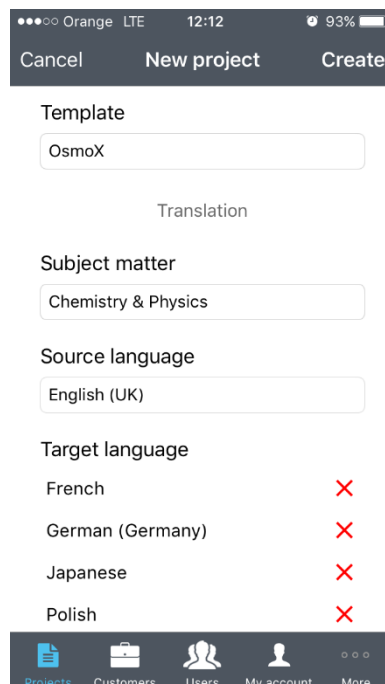 Orange LTE 12:12 93%
Cancel New project Create
Template
OsmoX
Translation
Subject matter
Chemistry & Physics
Source language
English (UK)
Target language
French
German (Germany)
Japanese
Polish
Projects Customers Users My account More